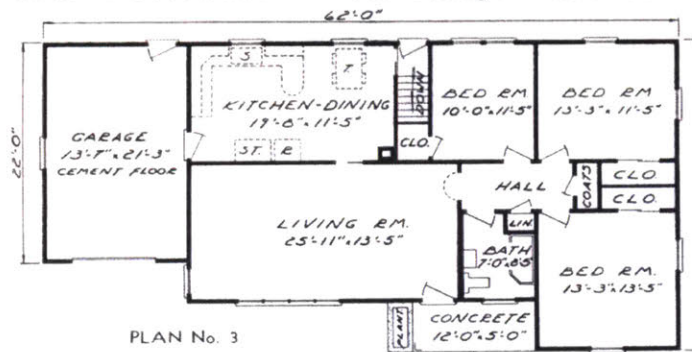 62'-0"
22'-0"
GARAGE
13'-7" x 21'-3"
CEMENT FLOOR
S
T
KITCHEN-DINING
19'-8" x 11'-5"
ST.
R
DOWN
CLO.
BED RM.
10'-0" x 11'-5"
BED RM.
13'-3" x 11'-5"
LIVING RM.
25'-11" x 13'-5"
HALL
COATS
CLO.
CLO.
LIN.
BATH
7'-0" x 8'-5"
BED RM.
13'-3" x 13'-5"
PLANT
CONCRETE
12'-0" x 5'-0"
PLAN No. 3